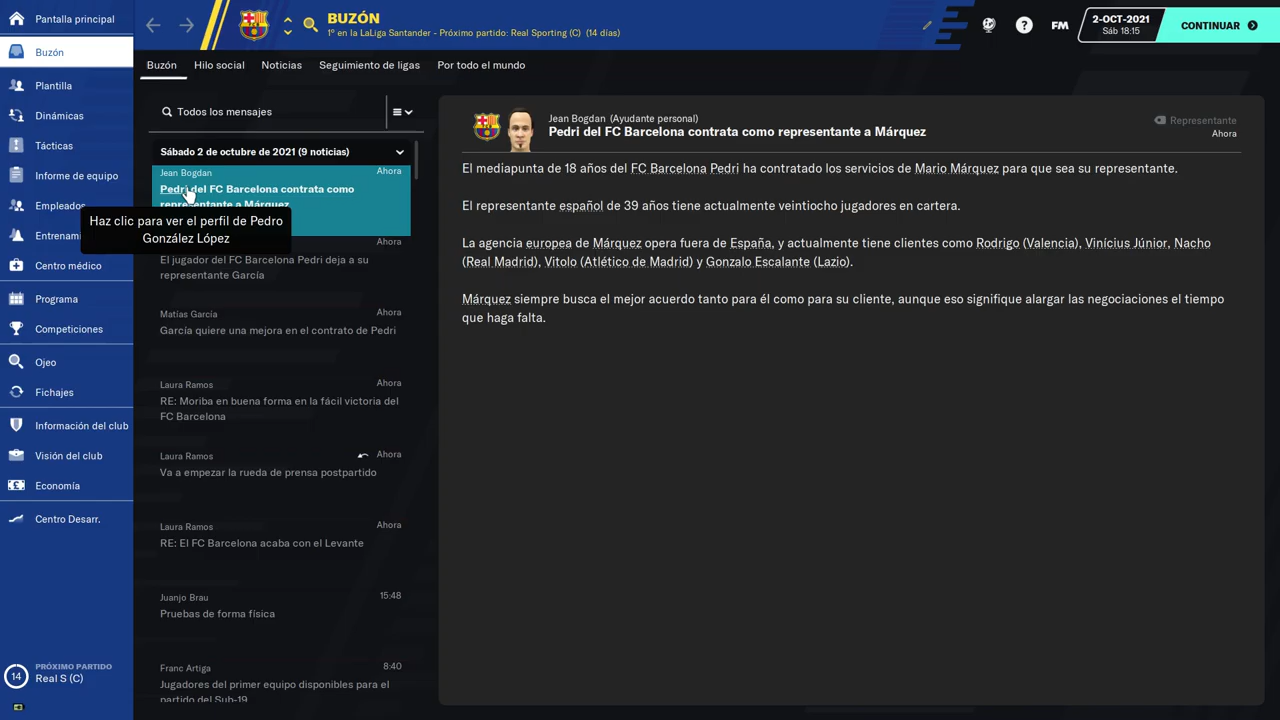 Pantalla principal
Buzón
Plantilla
Dinámicas
Tácticas
Informe de equipo
Empleados
Entrenami
Centro médico
Programa
Competiciones
Ojeo
Fichajes
Información del club
Visión del club
Economía
Centro Desarr.
14
PRÓXIMO PARTIDO
Real S (C)
BUZÓN
1º en la LaLiga Santander - Próximo partido: Real Sporting (C) (14 días)
?
FM
2-OCT-2021
Sáb 18:15
CONTINUAR
Buzón
Hilo social
Noticias
Seguimiento de ligas
Por todo el mundo
Todos los mensajes
Sábado 2 de octubre de 2021 (9 noticias)
Jean Bogdan
Ahora
Pedri del FC Barcelona contrata como
representante a Márquez
Haz clic para ver el perfil de Pedro
González López
Ahora
El jugador del FC Barcelona Pedri deja a su
representante García
Matías García
Ahora
García quiere una mejora en el contrato de Pedri
Laura Ramos
Ahora
RE: Moriba en buena forma en la fácil victoria del
FC Barcelona
Laura Ramos
Ahora
Va a empezar la rueda de prensa postpartido
Laura Ramos
Ahora
RE: El FC Barcelona acaba con el Levante
Juanjo Brau
15:48
Pruebas de forma física
Franc Artiga
8:40
Jugadores del primer equipo disponibles para el
partido del Sub-19
Jean Bogdan (Ayudante personal)
Pedri del FC Barcelona contrata como representante a Márquez
Representante
Ahora
El mediapunta de 18 años del FC Barcelona Pedri ha contratado los servicios de Mario Márquez para que sea su representante.
El representante español de 39 años tiene actualmente veintiocho jugadores en cartera.
La agencia europea de Márquez opera fuera de España, y actualmente tiene clientes como Rodrigo (Valencia), Vinícius Júnior, Nacho
(Real Madrid), Vitolo (Atlético de Madrid) y Gonzalo Escalante (Lazio).
Márquez siempre busca el mejor acuerdo tanto para él como para su cliente, aunque eso signifique alargar las negociaciones el tiempo
que haga falta.